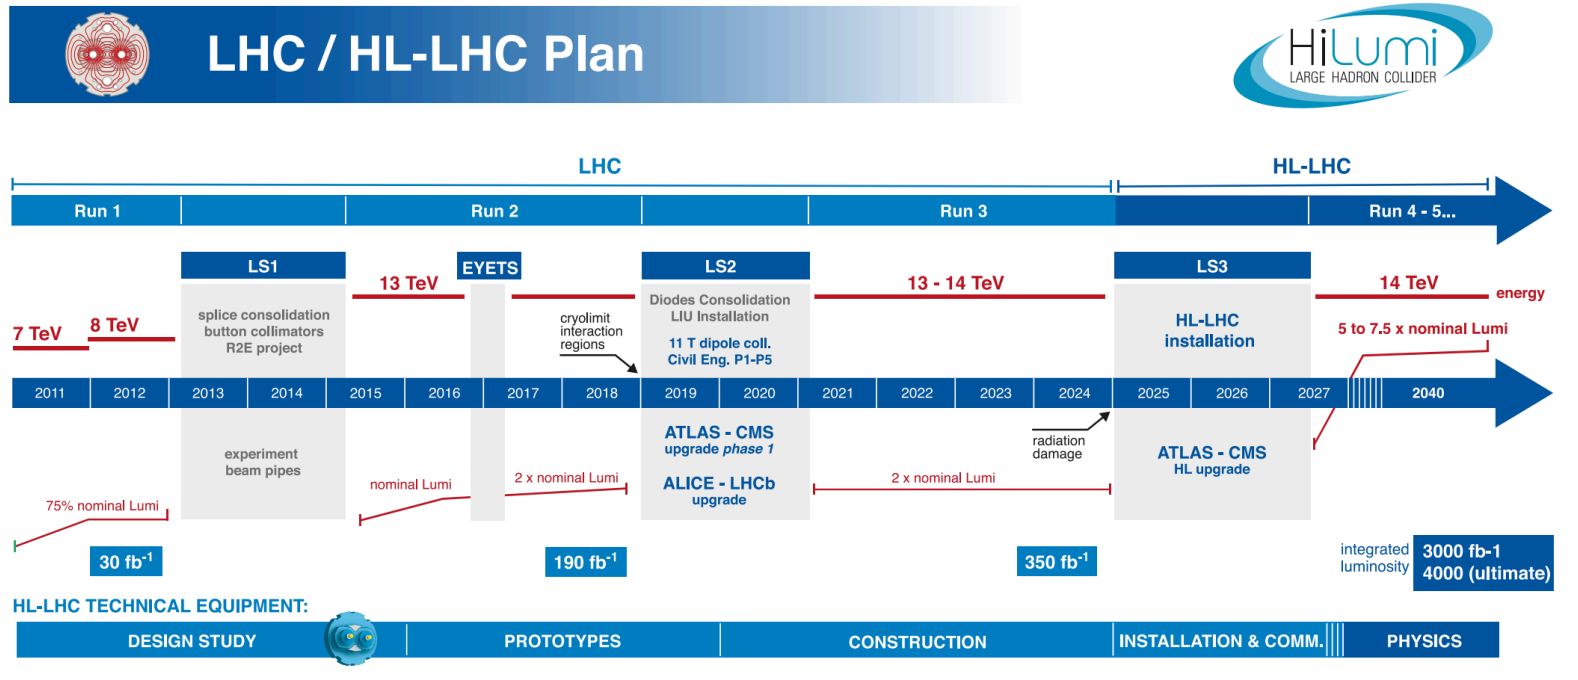 LHC / HL-LHC Plan
HiLumi
LARGE HADRON COLLIDER
LHC
HL-LHC
Run 1
Run 2
Run 3
Run 4 - 5...
LS1
EYETS
LS2
LS3
13 TeV
13 - 14 TeV
14 TeV
energy
7 TeV
8 TeV
splice consolidation
button collimators
R2E project
cryolimit
interaction
regions
Diodes Consolidation
LIU Installation
11 T dipole coll.
Civil Eng. P1-P5
HL-LHC
installation
5 to 7.5 x nominal Lumi
2011
2012
2013
2014
2015
2016
2017
2018
2019
2020
2021
2022
2023
2024
2025
2026
2027
2040
experiment
beam pipes
ATLAS - CMS
upgrade phase 1
ALICE - LHCb
upgrade
radiation
damage
ATLAS - CMS
HL upgrade
75% nominal Lumi
nominal Lumi
2 x nominal Lumi
2 x nominal Lumi
30 fb-1
190 fb-1
350 fb-1
integrated
luminosity
3000 fb-1
4000 (ultimate)
HL-LHC TECHNICAL EQUIPMENT:
DESIGN STUDY
PROTOTYPES
CONSTRUCTION
INSTALLATION & COMM.
PHYSICS